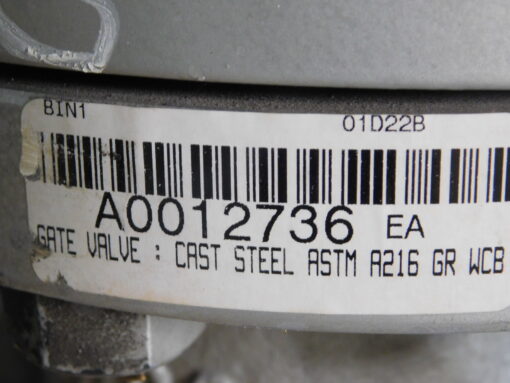 BIN1 01D22B
A0012736 EA
GATE VALVE : CAST STEEL ASTM A216 GR WCB